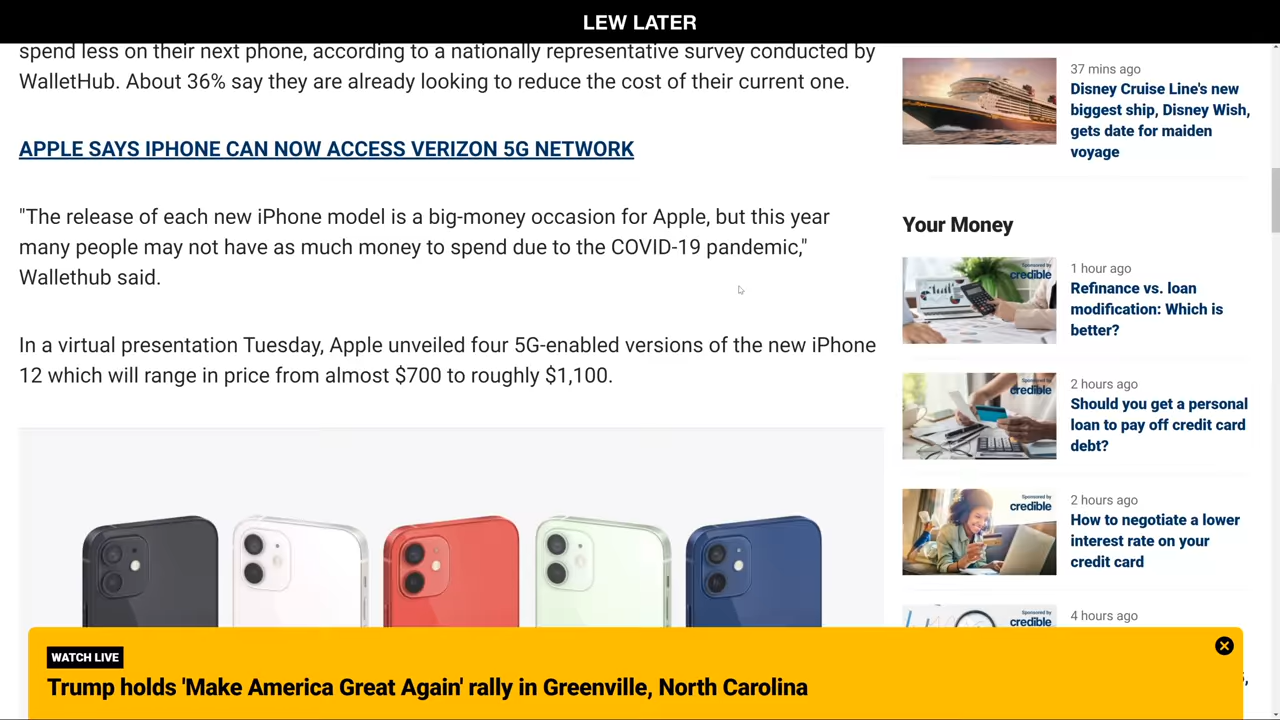 LEW LATER
spend less on their next phone, according to a nationally representative survey conducted by
WalletHub. About 36% say they are already looking to reduce the cost of their current one.
APPLE SAYS IPHONE CAN NOW ACCESS VERIZON 5G NETWORK
"The release of each new iPhone model is a big-money occasion for Apple, but this year
many people may not have as much money to spend due to the COVID-19 pandemic,"
Wallethub said.
In a virtual presentation Tuesday, Apple unveiled four 5G-enabled versions of the new iPhone
12 which will range in price from almost $700 to roughly $1,100.
37 mins ago
Disney Cruise Line's new
biggest ship, Disney Wish,
gets date for maiden
voyage
Your Money
Sponsored by
credible
1 hour ago
Refinance vs. loan
modification: Which is
better?
Sponsored by
credible
2 hours ago
Should you get a personal
loan to pay off credit card
debt?
Sponsored by
credible
2 hours ago
How to negotiate a lower
interest rate on your
credit card
Sponsored by
credible
4 hours ago
WATCH LIVE
Trump holds 'Make America Great Again' rally in Greenville, North Carolina